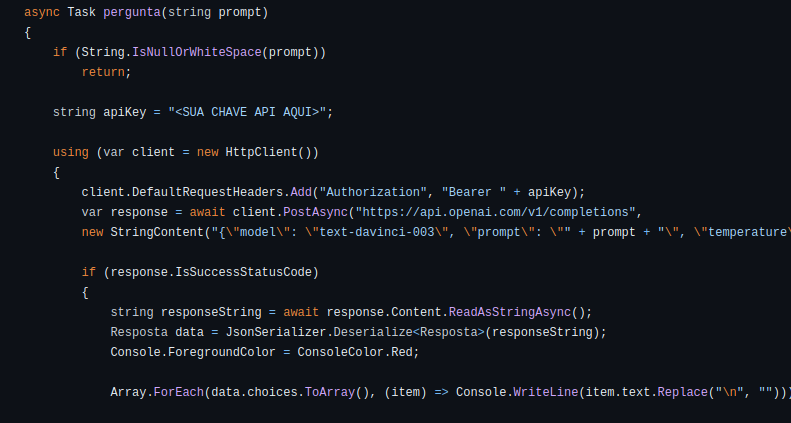 async Task pergunta(string prompt)
{
if (String.IsNullOrWhiteSpace(prompt))
return;
string apiKey = "<SUA CHAVE API AQUI>";
using (var client = new HttpClient())
{
client.DefaultRequestHeaders.Add("Authorization", "Bearer " + apiKey);
var response = await client.PostAsync("https://api.openai.com/v1/completions",
new StringContent("{\"model\": \"text-davinci-003\", \"prompt\": \"" + prompt + "\", \"temperature\
if (response.IsSuccessStatusCode)
{
string responseString = await response.Content.ReadAsStringAsync();
Resposta data = JsonSerializer.Deserialize<Resposta>(responseString);
Console.ForegroundColor = ConsoleColor.Red;
Array.ForEach(data.choices.ToArray(), (item) => Console.WriteLine(item.text.Replace("\n", "")))